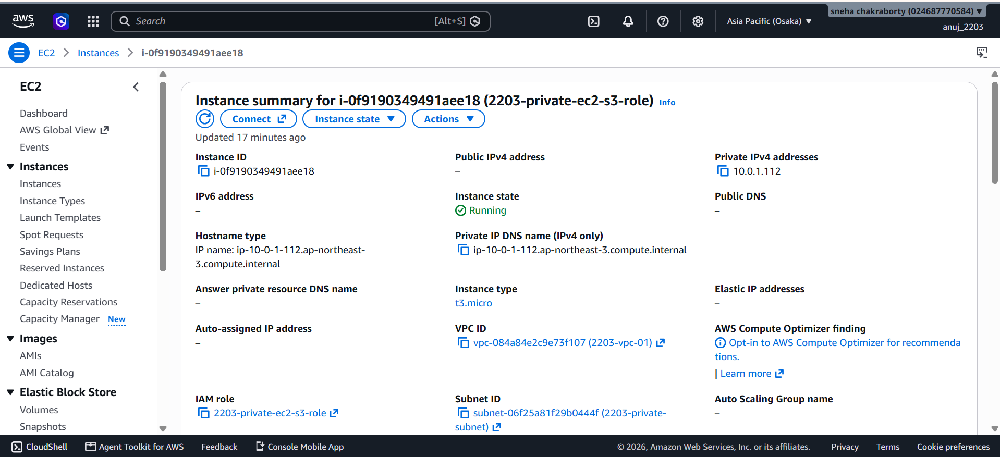 aws
Search
[Alt+S]
Asia Pacific (Osaka)
sneha chakraborty (024687770584)
anuj_2203
EC2
Instances
i-0f9190349491aee18
EC2
Dashboard
AWS Global View
Events
Instances
Instances
Instance Types
Launch Templates
Spot Requests
Savings Plans
Reserved Instances
Dedicated Hosts
Capacity Reservations
Capacity Manager New
Images
AMIs
AMI Catalog
Elastic Block Store
Volumes
Snapshots
Instance summary for i-0f9190349491aee18 (2203-private-ec2-s3-role) Info
Connect
Instance state
Actions
Updated 17 minutes ago
Instance ID
i-0f9190349491aee18
Public IPv4 address
–
Private IPv4 addresses
10.0.1.112
IPv6 address
–
Instance state
Running
Public DNS
–
Hostname type
IP name: ip-10-0-1-112.ap-northeast-
3.compute.internal
Private IP DNS name (IPv4 only)
ip-10-0-1-112.ap-northeast-3.compute.internal
Answer private resource DNS name
–
Instance type
t3.micro
Elastic IP addresses
–
Auto-assigned IP address
–
VPC ID
vpc-084a84e2c9e73f107 (2203-vpc-01)
AWS Compute Optimizer finding
Opt-in to AWS Compute Optimizer for recommenda
tions.
| Learn more
IAM role
2203-private-ec2-s3-role
Subnet ID
subnet-06f25a81f29b0444f (2203-private-
subnet)
Auto Scaling Group name
–
CloudShell
Agent Toolkit for AWS
Feedback
Console Mobile App
© 2026, Amazon Web Services, Inc. or its affiliates.
Privacy
Terms
Cookie preferences